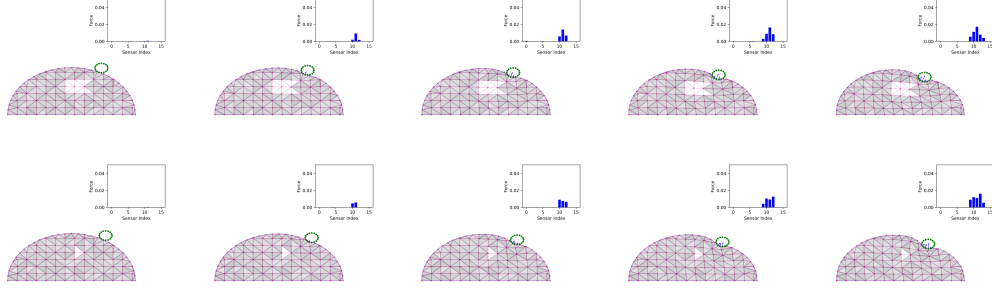 0.04 0.04 0.04 0.04 0.04
Force Force Force Force Force
0.02 0.02 0.02 0.02 0.02
0.00 0.00 0.00 0.00 0.00
0 5 10 15 0 5 10 15 0 5 10 15 0 5 10 15 0 5 10 15
Sensor Index Sensor Index Sensor Index Sensor Index Sensor Index
0.04 0.04 0.04 0.04 0.04
Force Force Force Force Force
0.02 0.02 0.02 0.02 0.02
0.00 0.00 0.00 0.00 0.00
0 5 10 15 0 5 10 15 0 5 10 15 0 5 10 15 0 5 10 15
Sensor Index Sensor Index Sensor Index Sensor Index Sensor Index